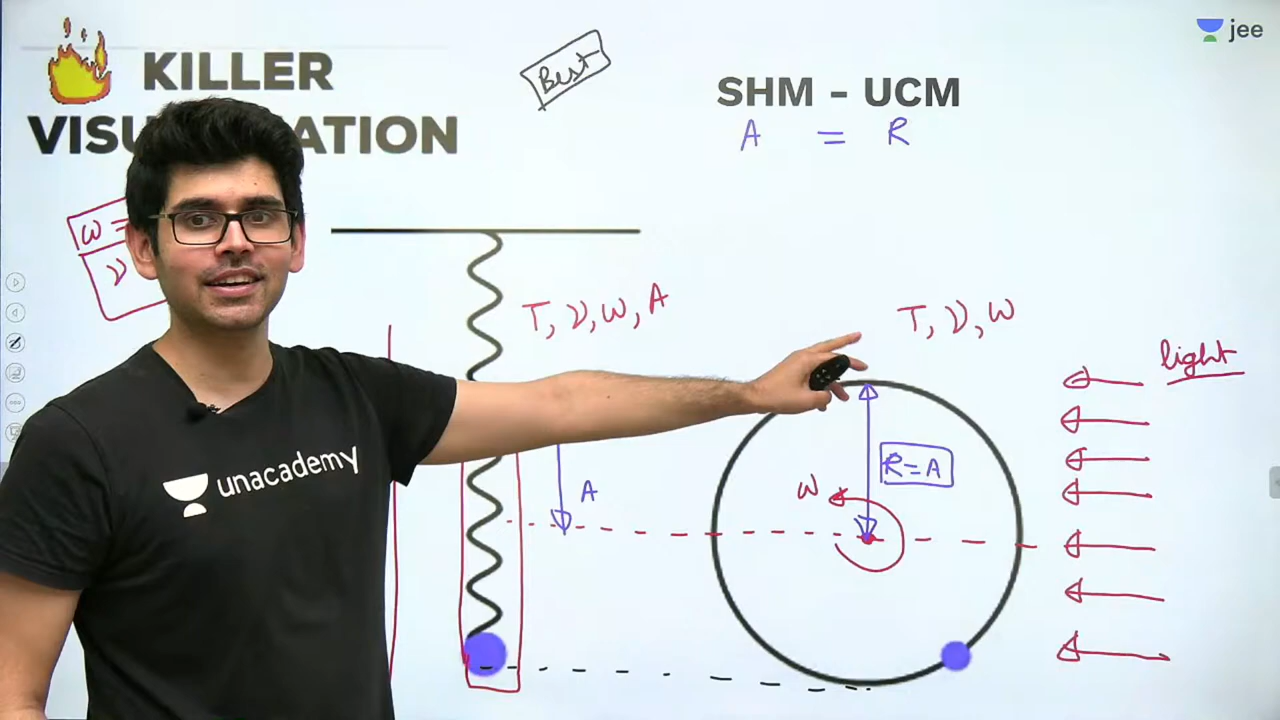 KILLER
VISU ATION
Best
SHM - UCM
A = R
jee
ω =
ν
T, ν, ω, A
T, ν, ω
light
A
R = A
ω
unacademy